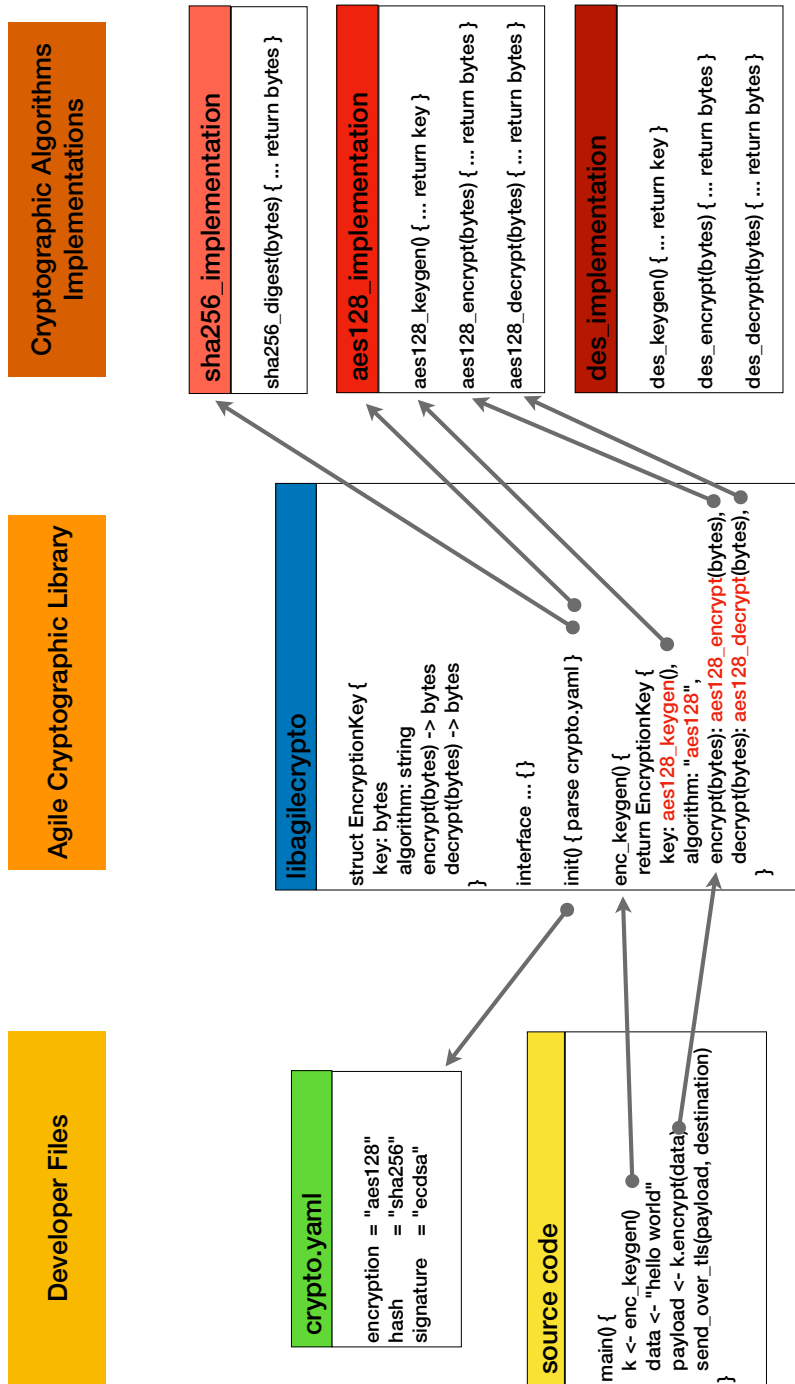 Developer Files
crypto.yaml
encryption = "aes128"
hash = "sha256"
signature = "ecdsa"
source code
main() {
k <- enc_keygen()
data <- "hello world"
payload <- k.encrypt(data)
send_over_tls(payload, destination)
}
Agile Cryptographic Library
libagilecrypto
struct EncryptionKey {
key: bytes
algorithm: string
encrypt(bytes) -> bytes
decrypt(bytes) -> bytes
}
interface ... {}
init() { parse crypto.yaml }
enc_keygen() {
return EncryptionKey {
key: aes128_keygen(),
algorithm: "aes128",
encrypt(bytes): aes128_encrypt(bytes),
decrypt(bytes): aes128_decrypt(bytes),
}
Cryptographic Algorithms
Implementations
sha256_implementation
sha256_digest(bytes) { ... return bytes }
aes128_implementation
aes128_keygen() { ... return key }
aes128_encrypt(bytes) { ... return bytes }
aes128_decrypt(bytes) { ... return bytes }
des_implementation
des_keygen() { ... return key }
des_encrypt(bytes) { ... return bytes }
des_decrypt(bytes) { ... return bytes }